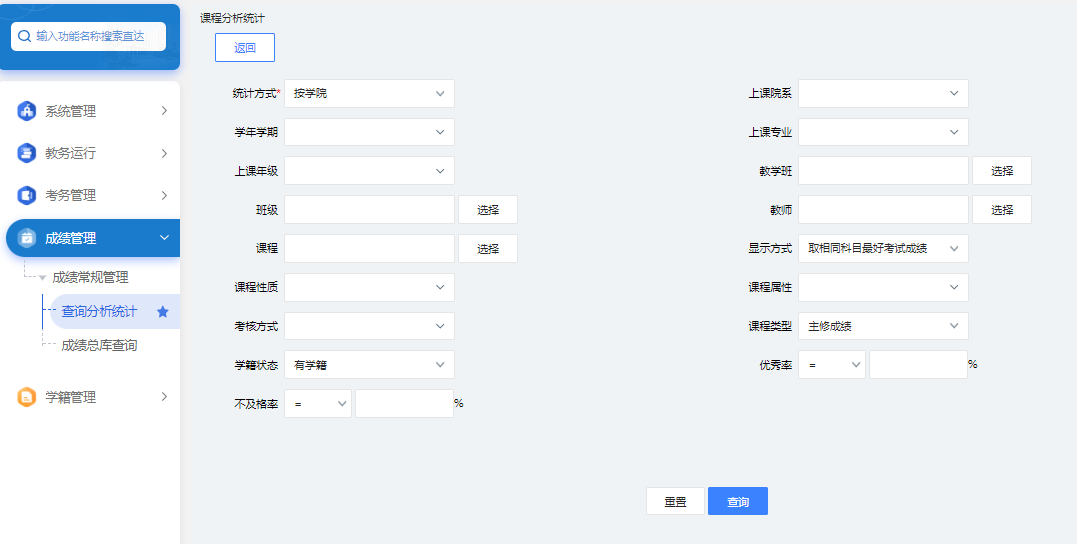 输入功能名称搜索直达
系统管理
教务运行
考务管理
成绩管理
成绩常规管理
查询分析统计
成绩总库查询
学籍管理
课程分析统计
返回
统计方式* 按学院 上课院系
学年学期 上课专业
上课年级 教学班 选择
班级 选择 教师 选择
课程 选择 显示方式 取相同科目最好考试成绩
课程性质 课程属性
考核方式 课程类型 主修成绩
学籍状态 有学籍 优秀率 = %
不及格率 = %
重置 查询